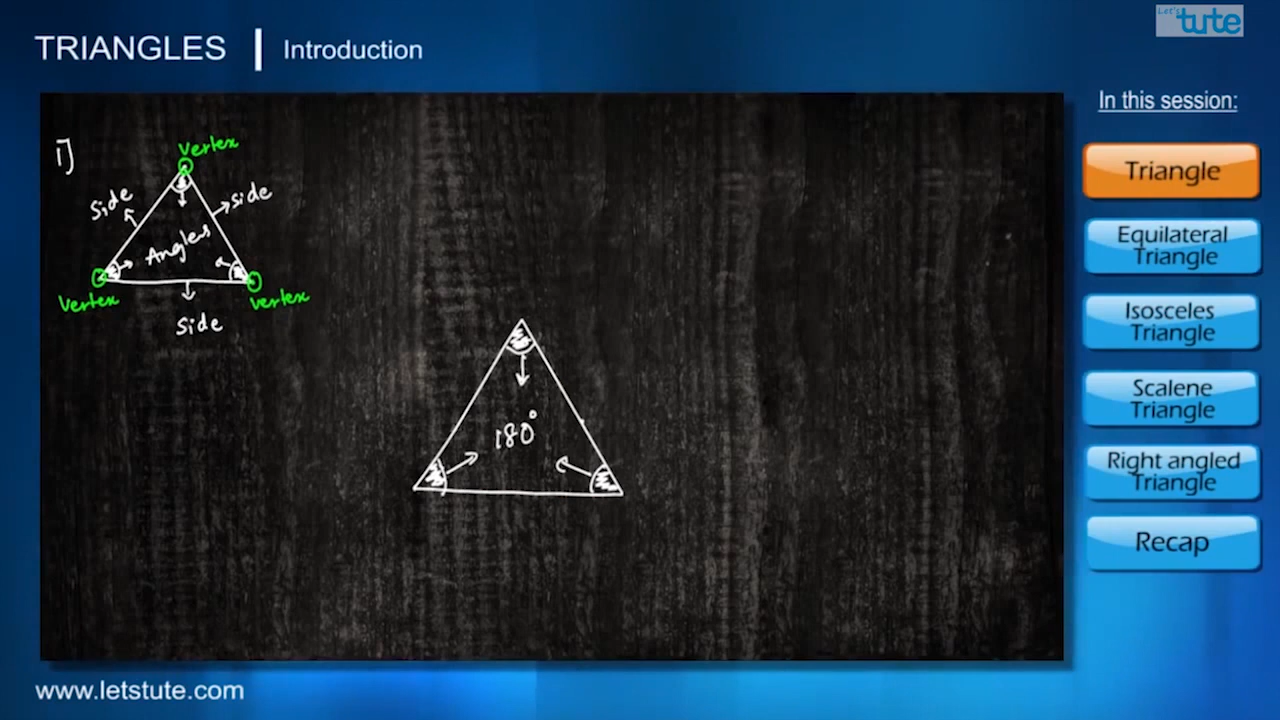 TRIANGLES | Introduction
Let's
tute
In this session:
Triangle
Equilateral
Triangle
Isosceles
Triangle
Scalene
Triangle
Right angled
Triangle
Recap
i)
Vertex
Side
Side
Angles
Vertex
Vertex
Side
180°
www.letstute.com